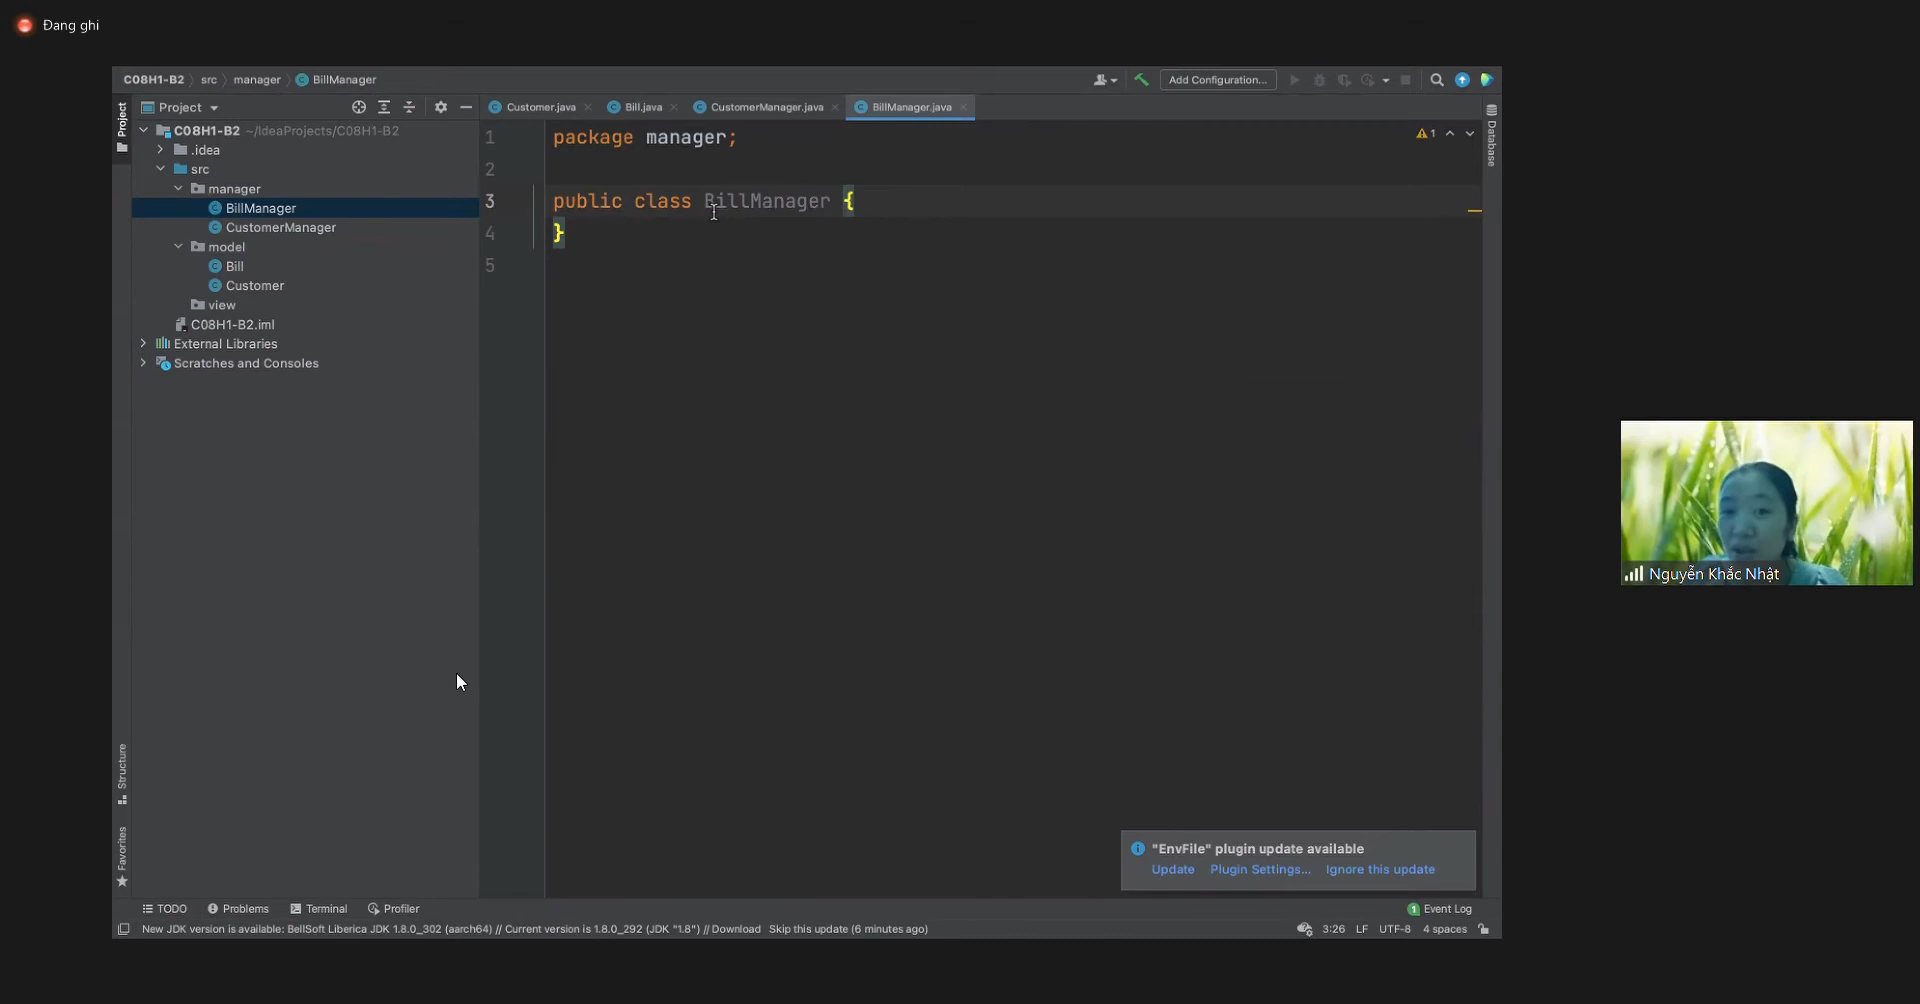 Đang ghi
C08H1-B2 src manager BillManager
Add Configuration...
Project
Customer.java Bill.java CustomerManager.java BillManager.java
Project
C08H1-B2 ~/IdeaProjects/C08H1-B2
.idea
src
manager
BillManager
CustomerManager
model
Bill
Customer
view
C08H1-B2.iml
External Libraries
Scratches and Consoles
1 package manager;
1
2
3 public class BillManager {
4 }
5
Database
Nguyễn Khắc Nhật
Structure
Favorites
"EnvFile" plugin update available
Update Plugin Settings... Ignore this update
TODO Problems Terminal Profiler
1 Event Log
New JDK version is available: BellSoft Liberica JDK 1.8.0_302 (aarch64) // Current version is 1.8.0_292 (JDK "1.8") // Download Skip this update (6 minutes ago)
3:26 LF UTF-8 4 spaces